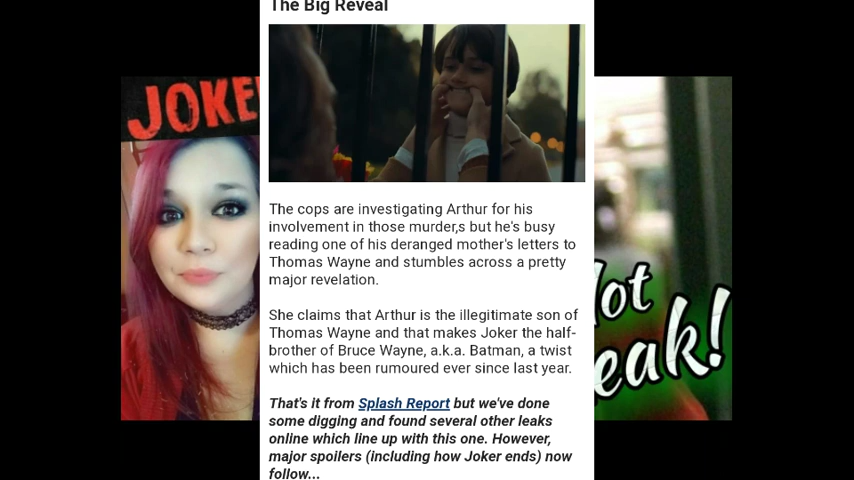 The Big Reveal
JOKE
The cops are investigating Arthur for his
involvement in those murder,s but he's busy
reading one of his deranged mother's letters to
Thomas Wayne and stumbles across a pretty
major revelation.
She claims that Arthur is the illegitimate son of
Thomas Wayne and that makes Joker the half-
brother of Bruce Wayne, a.k.a. Batman, a twist
which has been rumoured ever since last year.
That's it from Splash Report but we've done
some digging and found several other leaks
online which line up with this one. However,
major spoilers (including how Joker ends) now
follow...
lot
eak!